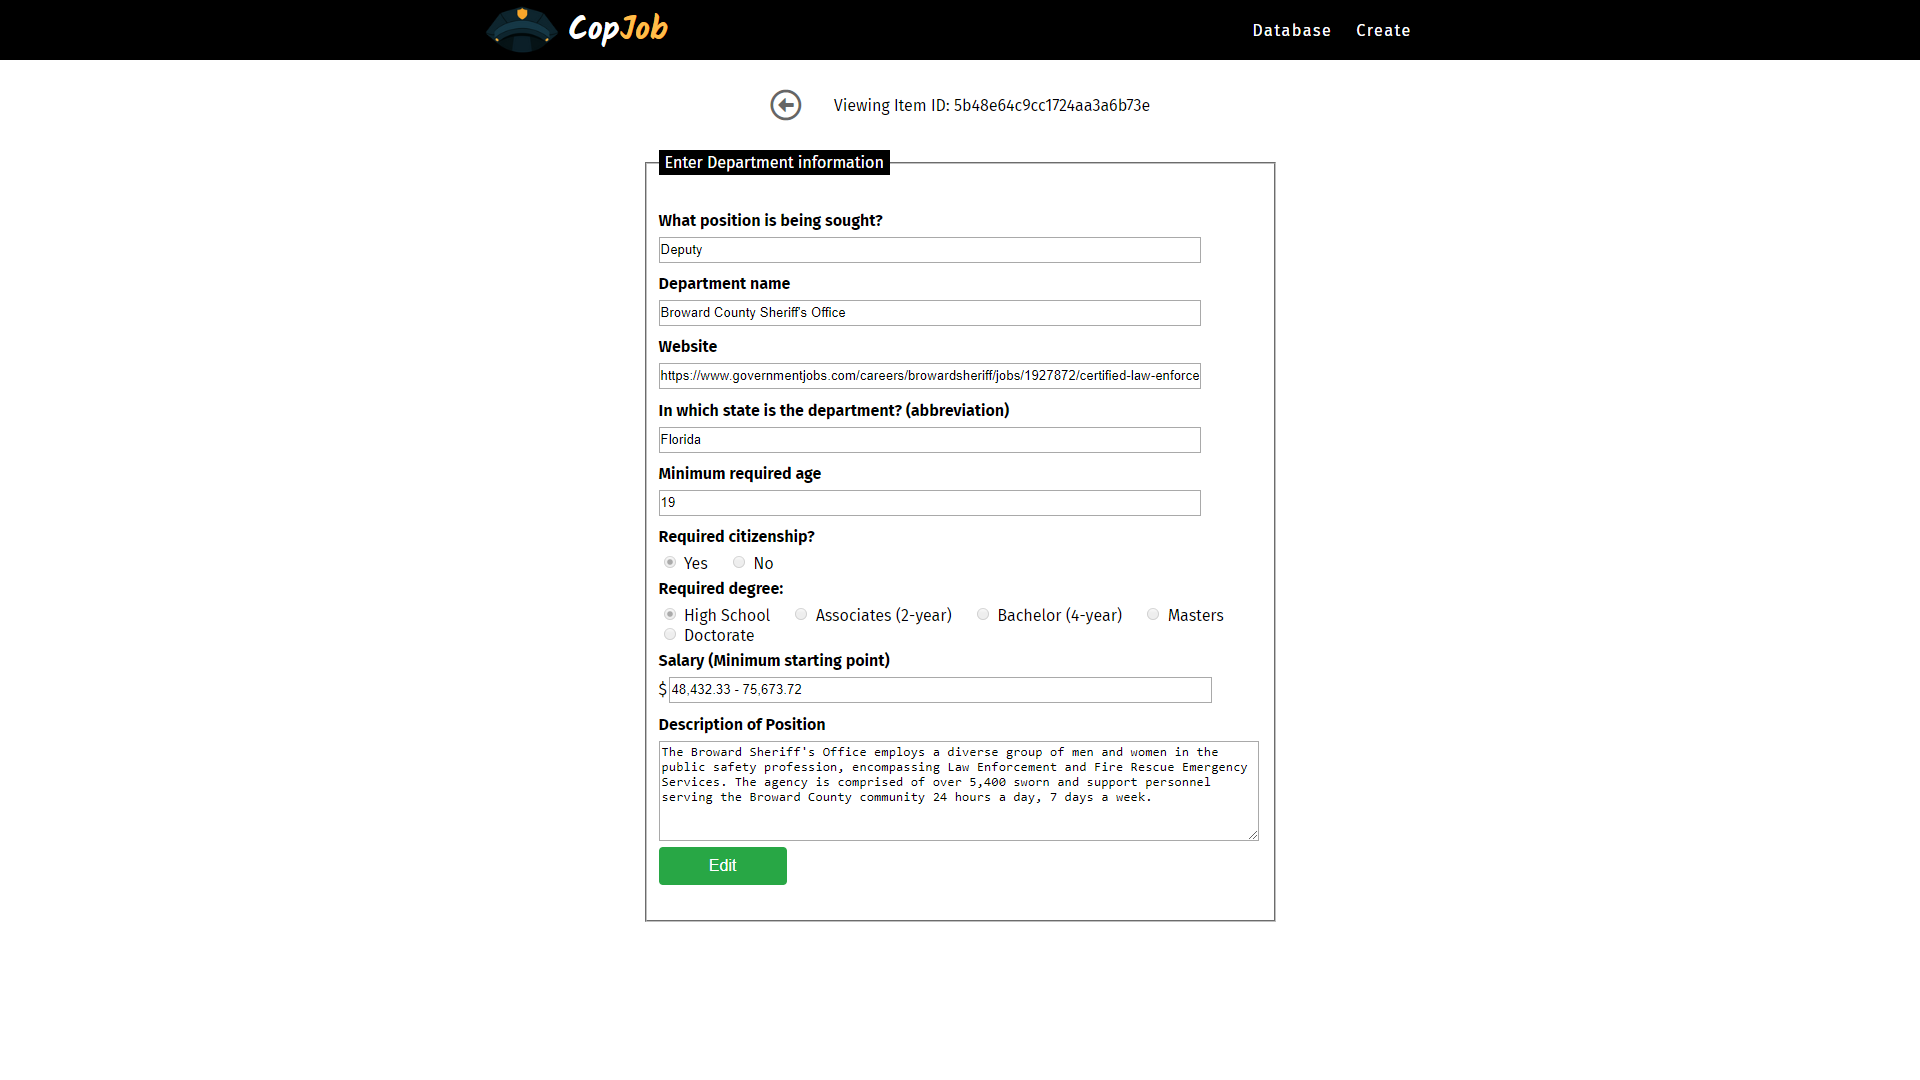 CopJob
Database Create
Viewing Item ID: 5b48e64c9cc1724aa3a6b73e
Enter Department information
What position is being sought?
Deputy
Department name
Broward County Sheriff's Office
Website
https://www.governmentjobs.com/careers/browardsheriff/jobs/1927872/certified-law-enforce
In which state is the department? (abbreviation)
Florida
Minimum required age
19
Required citizenship?
Yes No
Required degree:
High School Associates (2-year) Bachelor (4-year) Masters
Doctorate
Salary (Minimum starting point)
$ 48,432.33 - 75,673.72
Description of Position
The Broward Sheriff's Office employs a diverse group of men and women in the
public safety profession, encompassing Law Enforcement and Fire Rescue Emergency
Services. The agency is comprised of over 5,400 sworn and support personnel
serving the Broward County community 24 hours a day, 7 days a week.
Edit